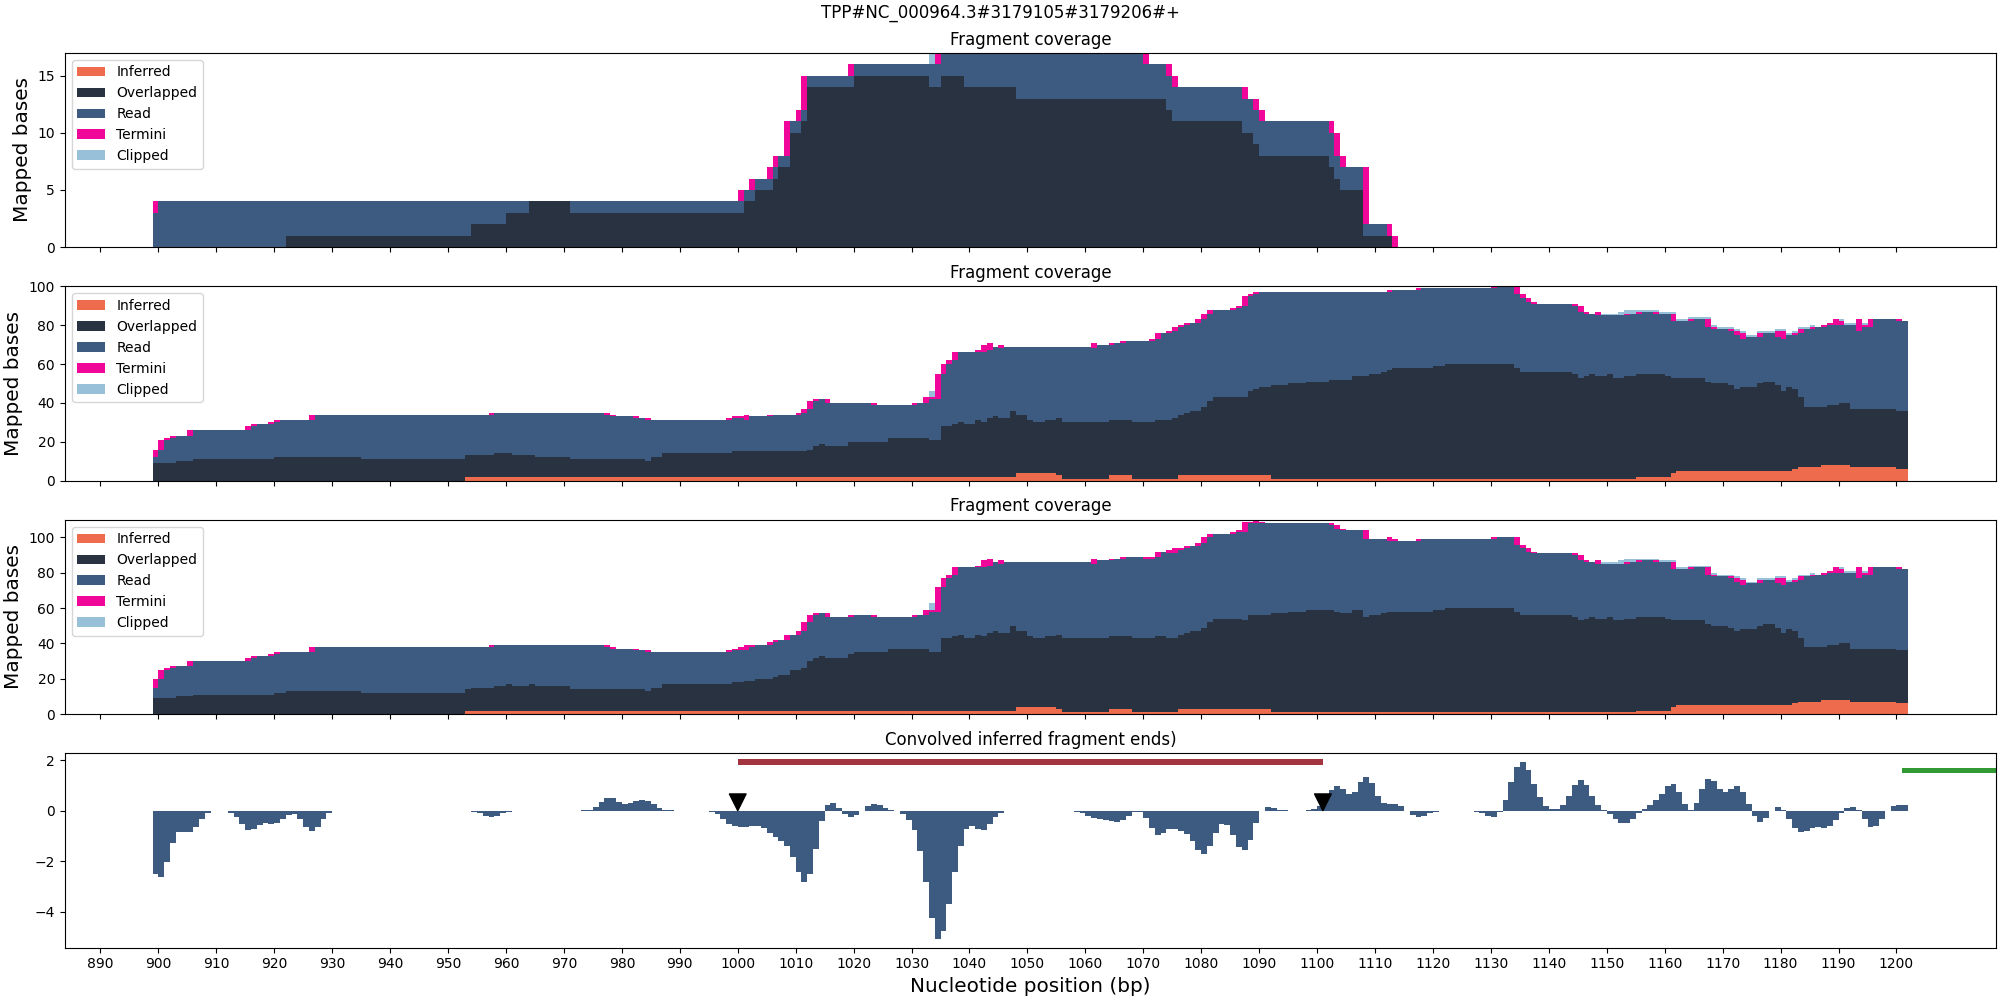 TPP#NC_000964.3#3179105#3179206#+
Fragment coverage
Mapped bases
15
10
5
0
Inferred
Overlapped
Read
Termini
Clipped
Fragment coverage
Mapped bases
100
80
60
40
20
0
Inferred
Overlapped
Read
Termini
Clipped
Fragment coverage
Mapped bases
100
80
60
40
20
0
Inferred
Overlapped
Read
Termini
Clipped
Convolved inferred fragment ends)
2
0
−2
−4
890 900 910 920 930 940 950 960 970 980 990 1000 1010 1020 1030 1040 1050 1060 1070 1080 1090 1100 1110 1120 1130 1140 1150 1160 1170 1180 1190 1200
Nucleotide position (bp)